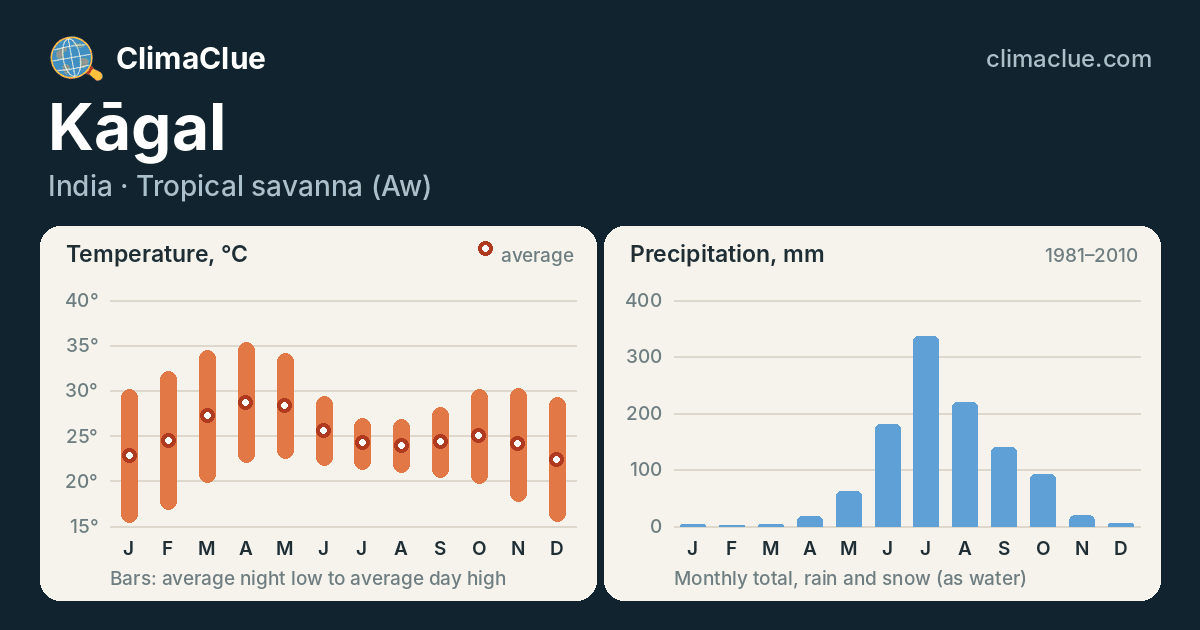 ClimaClue
climaclue.com
Kāgal
India · Tropical savanna (Aw)
Temperature, °C
average
40°
35°
30°
25°
20°
15°
J F M A M J J A S O N D
Bars: average night low to average day high
Precipitation, mm
1981–2010
400
300
200
100
0
J F M A M J J A S O N D
Monthly total, rain and snow (as water)